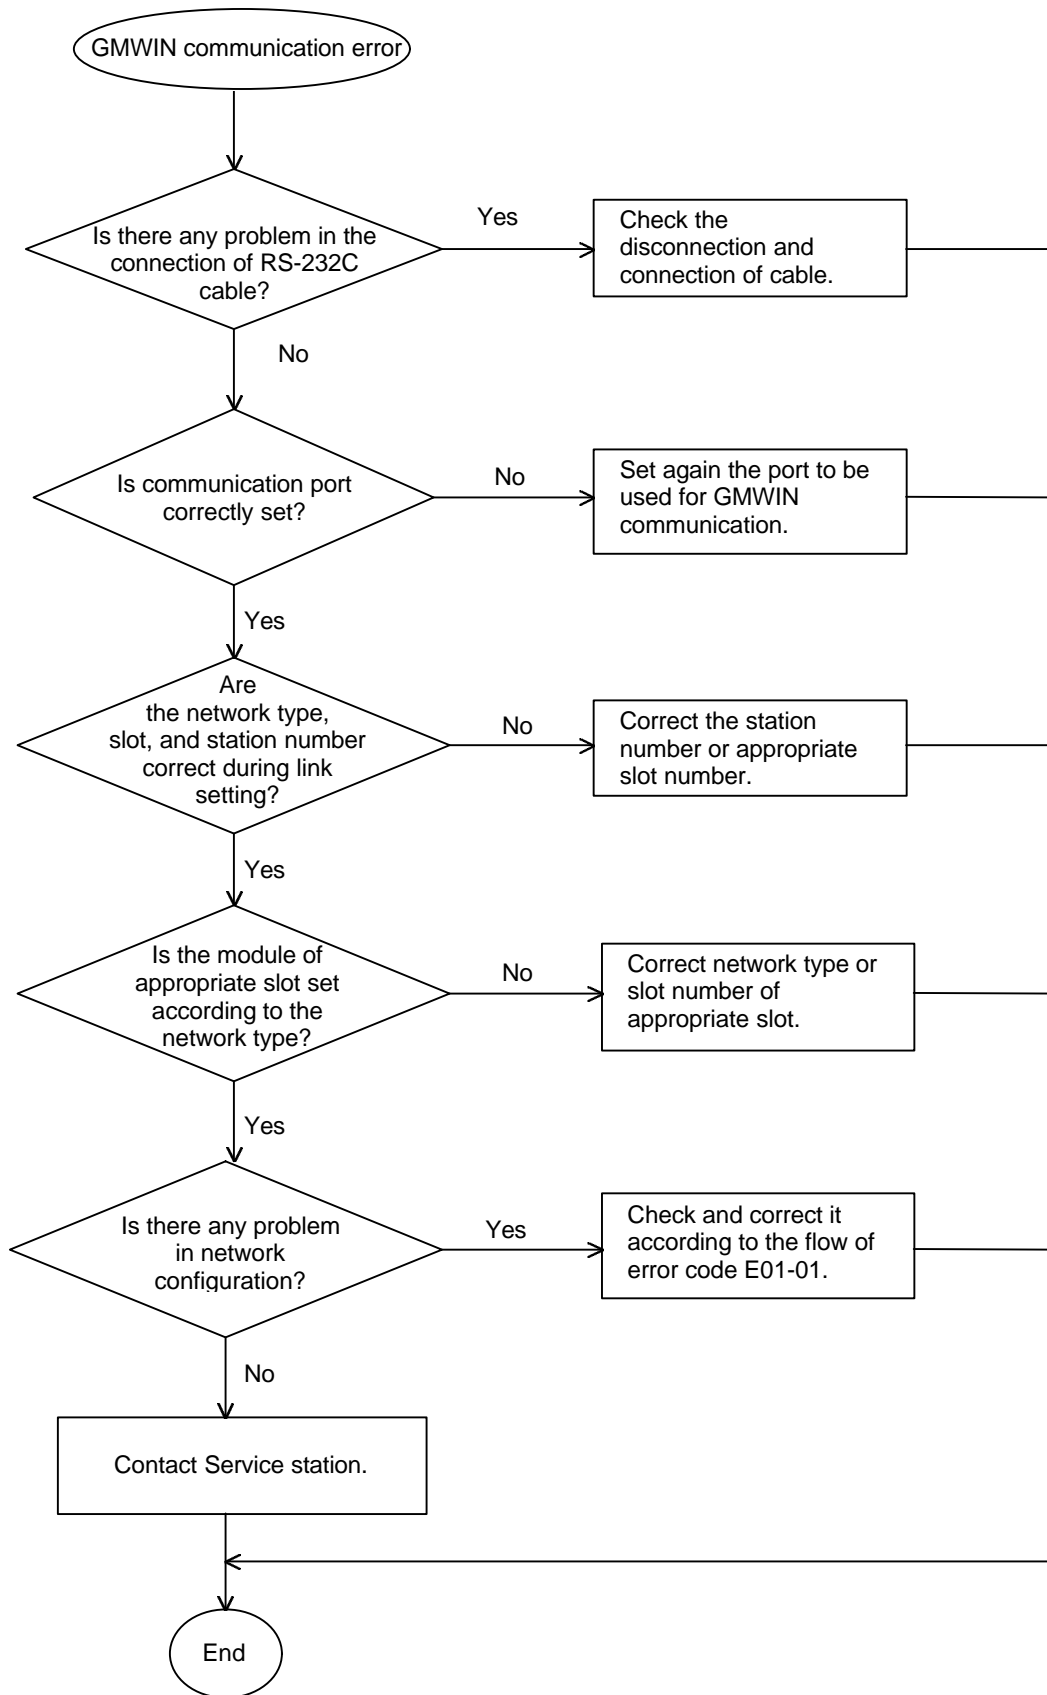 GMWIN communication error
Is there any problem in the
connection of RS-232C
cable?
Yes
Check the
disconnection and
connection of cable.
No
Is communication port
correctly set?
No
Set again the port to be
used for GMWIN
communication.
Yes
Are
the network type,
slot, and station number
correct during link
setting?
No
Correct the station
number or appropriate
slot number.
Yes
Is the module of
appropriate slot set
according to the
network type?
No
Correct network type or
slot number of
appropriate slot.
Yes
Is there any problem
in network
configuration?
Yes
Check and correct it
according to the flow of
error code E01-01.
No
Contact Service station.
End